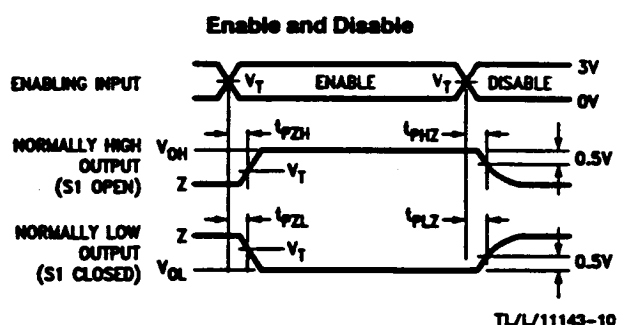 Enable and Disable
ENABLING INPUT
V_T
ENABLE
V_T
DISABLE
3V
0V
NORMALLY HIGH
OUTPUT
(S1 OPEN)
V_OH
Z
t_PZH
V_T
t_PHZ
0.5V
NORMALLY LOW
OUTPUT
(S1 CLOSED)
Z
V_OL
t_PZL
V_T
t_PLZ
0.5V
TL/L/11143-10